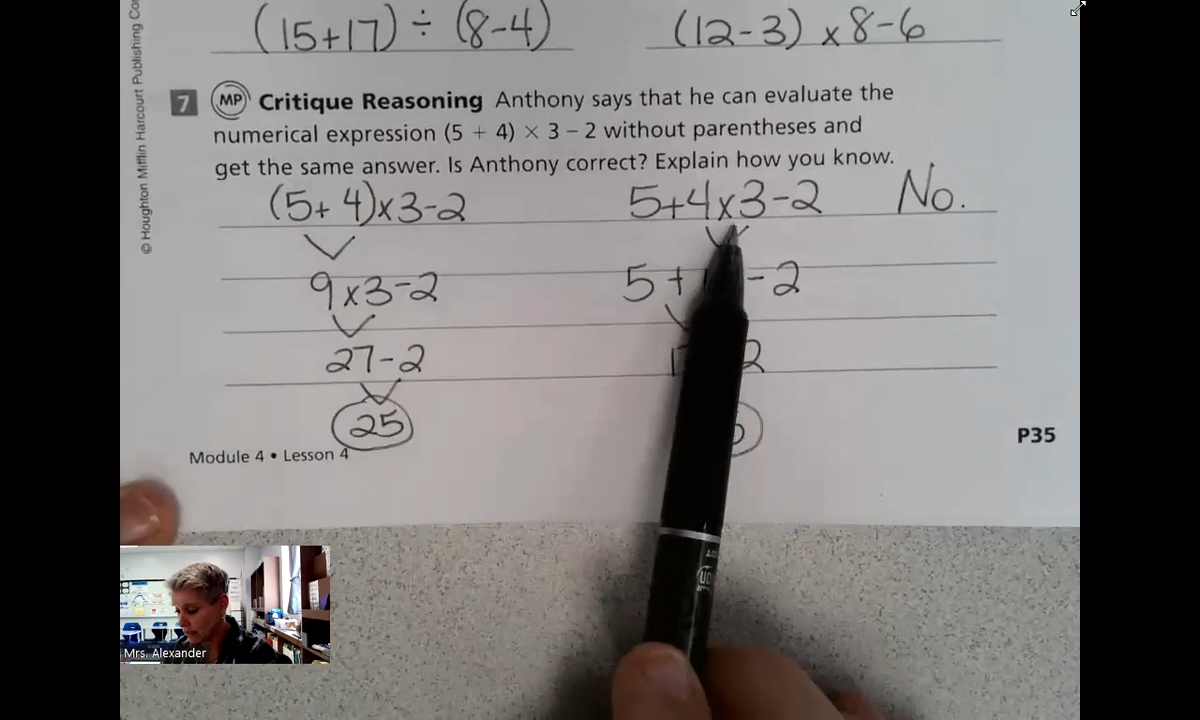 (15+17) ÷ (8-4) (12-3) x 8-6
© Houghton Mifflin Harcourt Publishing
7 MP Critique Reasoning Anthony says that he can evaluate the
numerical expression (5 + 4) × 3 – 2 without parentheses and
get the same answer. Is Anthony correct? Explain how you know.
(5+4)x3-2 5+4x3-2 No.
9x3-2 5+ -2
27-2 2
25
P35
Module 4 • Lesson 4
Mrs. Alexander